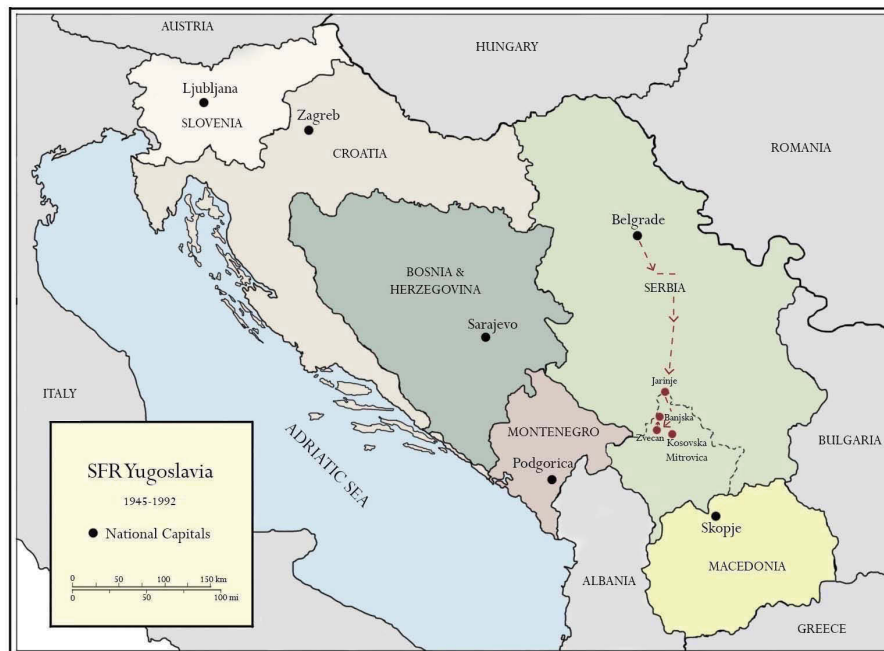 AUSTRIA
HUNGARY
Ljubljana
SLOVENIA
Zagreb
CROATIA
ROMANIA
Belgrade
SERBIA
BOSNIA &
HERZEGOVINA
Sarajevo
ITALY
Jarinje
Banjska
Zvecan
Kosovska
Mitrovica
MONTENEGRO
Podgorica
BULGARIA
ADRIATIC SEA
Skopje
MACEDONIA
ALBANIA
GREECE
SFR Yugoslavia
1945-1992
National Capitals
0 50 100 150 km
0 50 100 mi